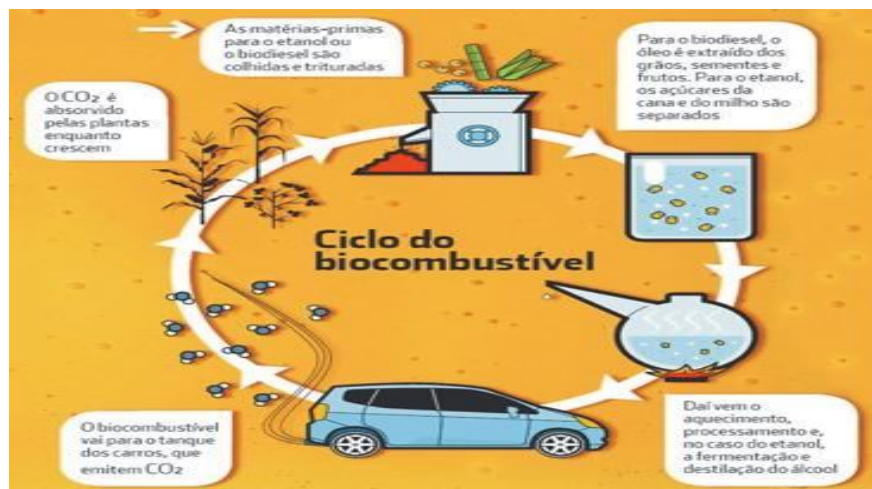 As matérias-primas
para o etanol ou
o biodiesel são
colhidas e trituradas
Para o biodiesel, o
óleo é extraído dos
grãos, sementes e
frutos. Para o etanol,
os açúcares da
cana e do milho são
separados
O CO₂ é
absorvido
pelas plantas
enquanto
crescem
Ciclo do
biocombustível
Daí vem o
aquecimento,
processamento e,
no caso do etanol,
a fermentação e
destilação do álcool
O biocombustível
vai para o tanque
dos carros, que
emitem CO₂